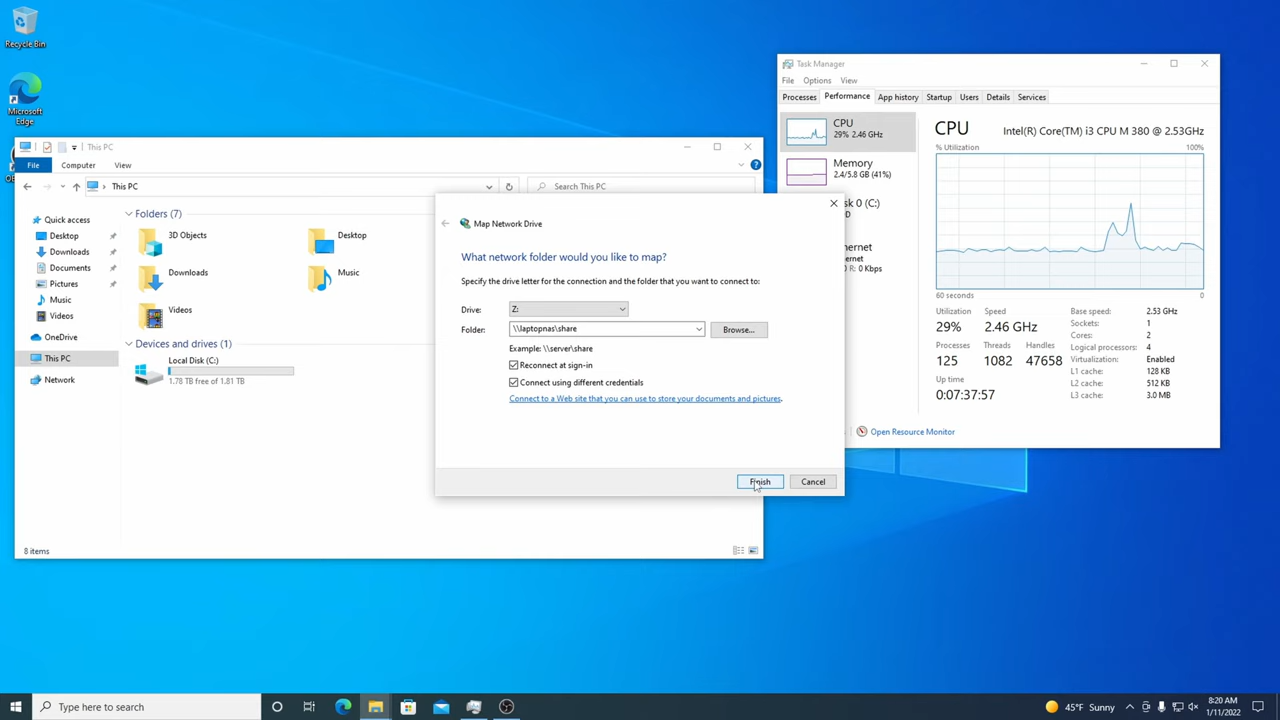 Recycle Bin
Microsoft
Edge
This PC
File
Computer
View
This PC
Search This PC
Quick access
Desktop
Downloads
Documents
Pictures
Music
Videos
OneDrive
This PC
Network
Folders (7)
3D Objects
Desktop
Downloads
Music
Videos
Devices and drives (1)
Local Disk (C:)
1.78 TB free of 1.81 TB
8 items
Map Network Drive
What network folder would you like to map?
Specify the drive letter for the connection and the folder that you want to connect to:
Drive:
Z:
Folder:
\\laptopnas\share
Browse...
Example: \\server\share
Reconnect at sign-in
Connect using different credentials
Connect to a Web site that you can use to store your documents and pictures.
Finish
Cancel
Task Manager
File
Options
View
Processes
Performance
App history
Startup
Users
Details
Services
CPU
29% 2.46 GHz
Memory
2.4/5.8 GB (41%)
sk 0 (C:)
R: 0 Kbps
CPU
Intel(R) Core(TM) i3 CPU M 380 @ 2.53GHz
% Utilization
100%
60 seconds
0
Utilization
29%
Speed
2.46 GHz
Processes
125
Threads
1082
Handles
47658
Up time
0:07:37:57
Base speed:
2.53 GHz
Sockets:
1
Cores:
2
Logical processors:
4
Virtualization:
Enabled
L1 cache:
128 KB
L2 cache:
512 KB
L3 cache:
3.0 MB
Open Resource Monitor
Type here to search
45°F Sunny
8:20 AM
1/11/2022